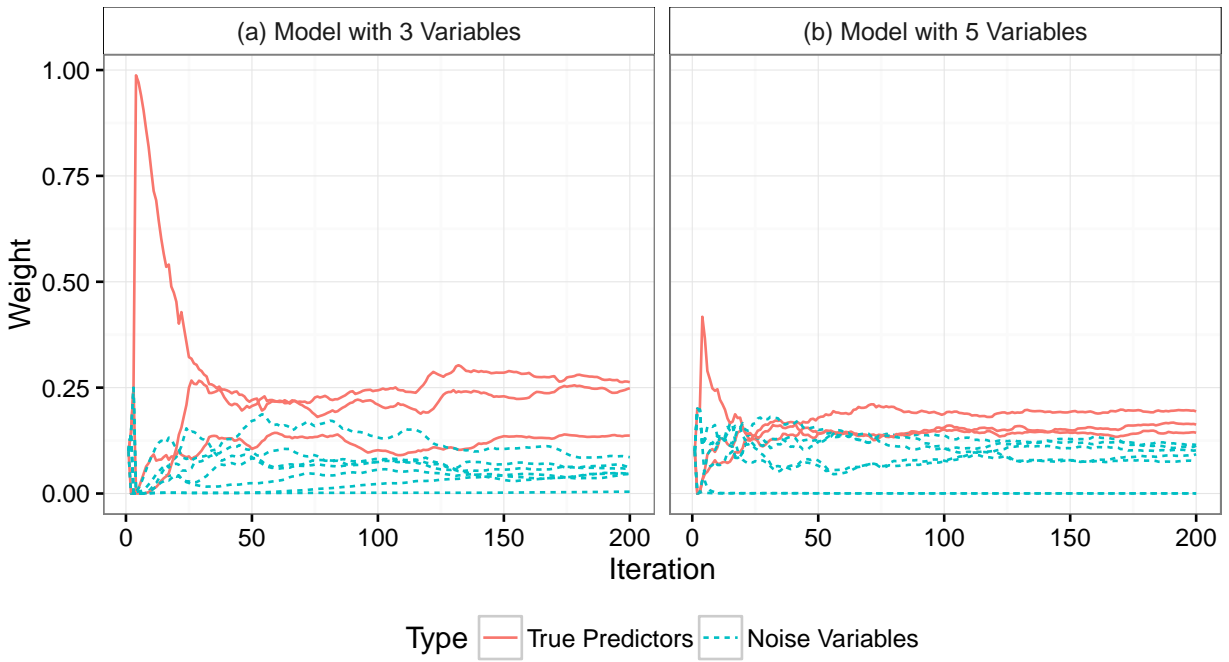 (a) Model with 3 Variables
(b) Model with 5 Variables
1.00
0.75
0.50
0.25
0.00
Weight
0 50 100 150 200
0 50 100 150 200
Iteration
Type True Predictors Noise Variables